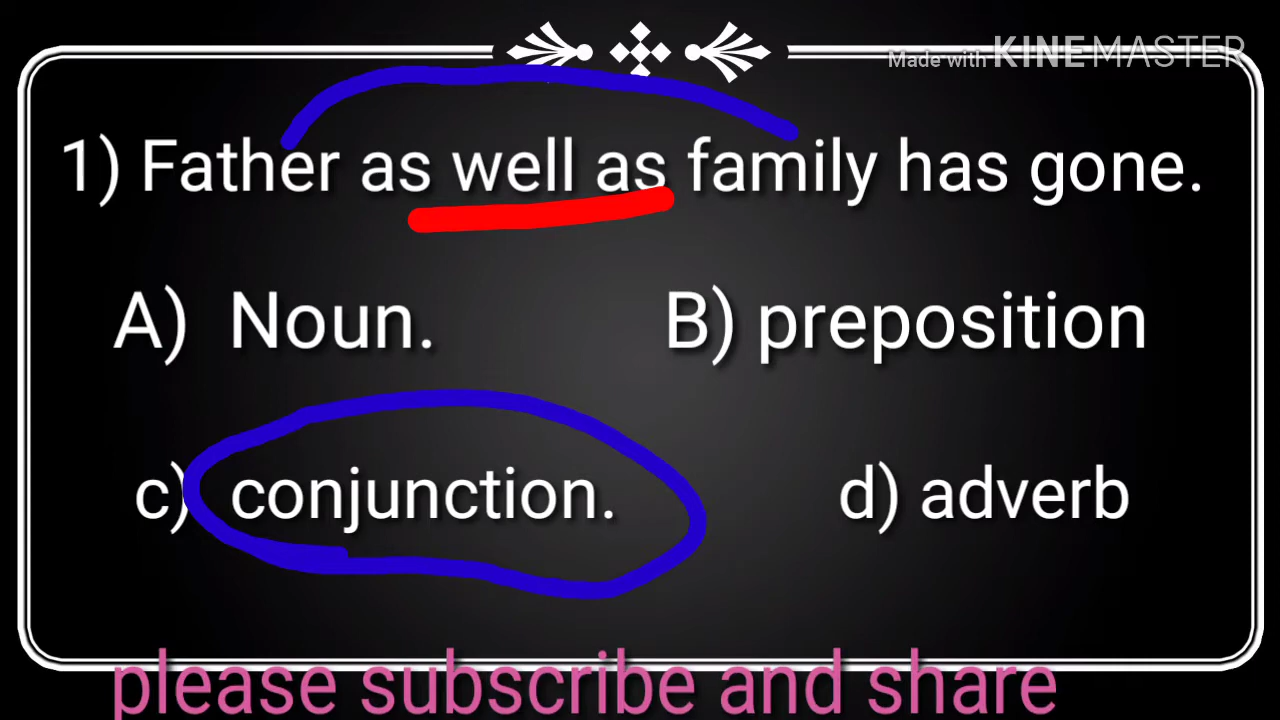 Made with KINEMASTER
1) Father as well as family has gone.
A) Noun. B) preposition
c) conjunction. d) adverb
please subscribe and share